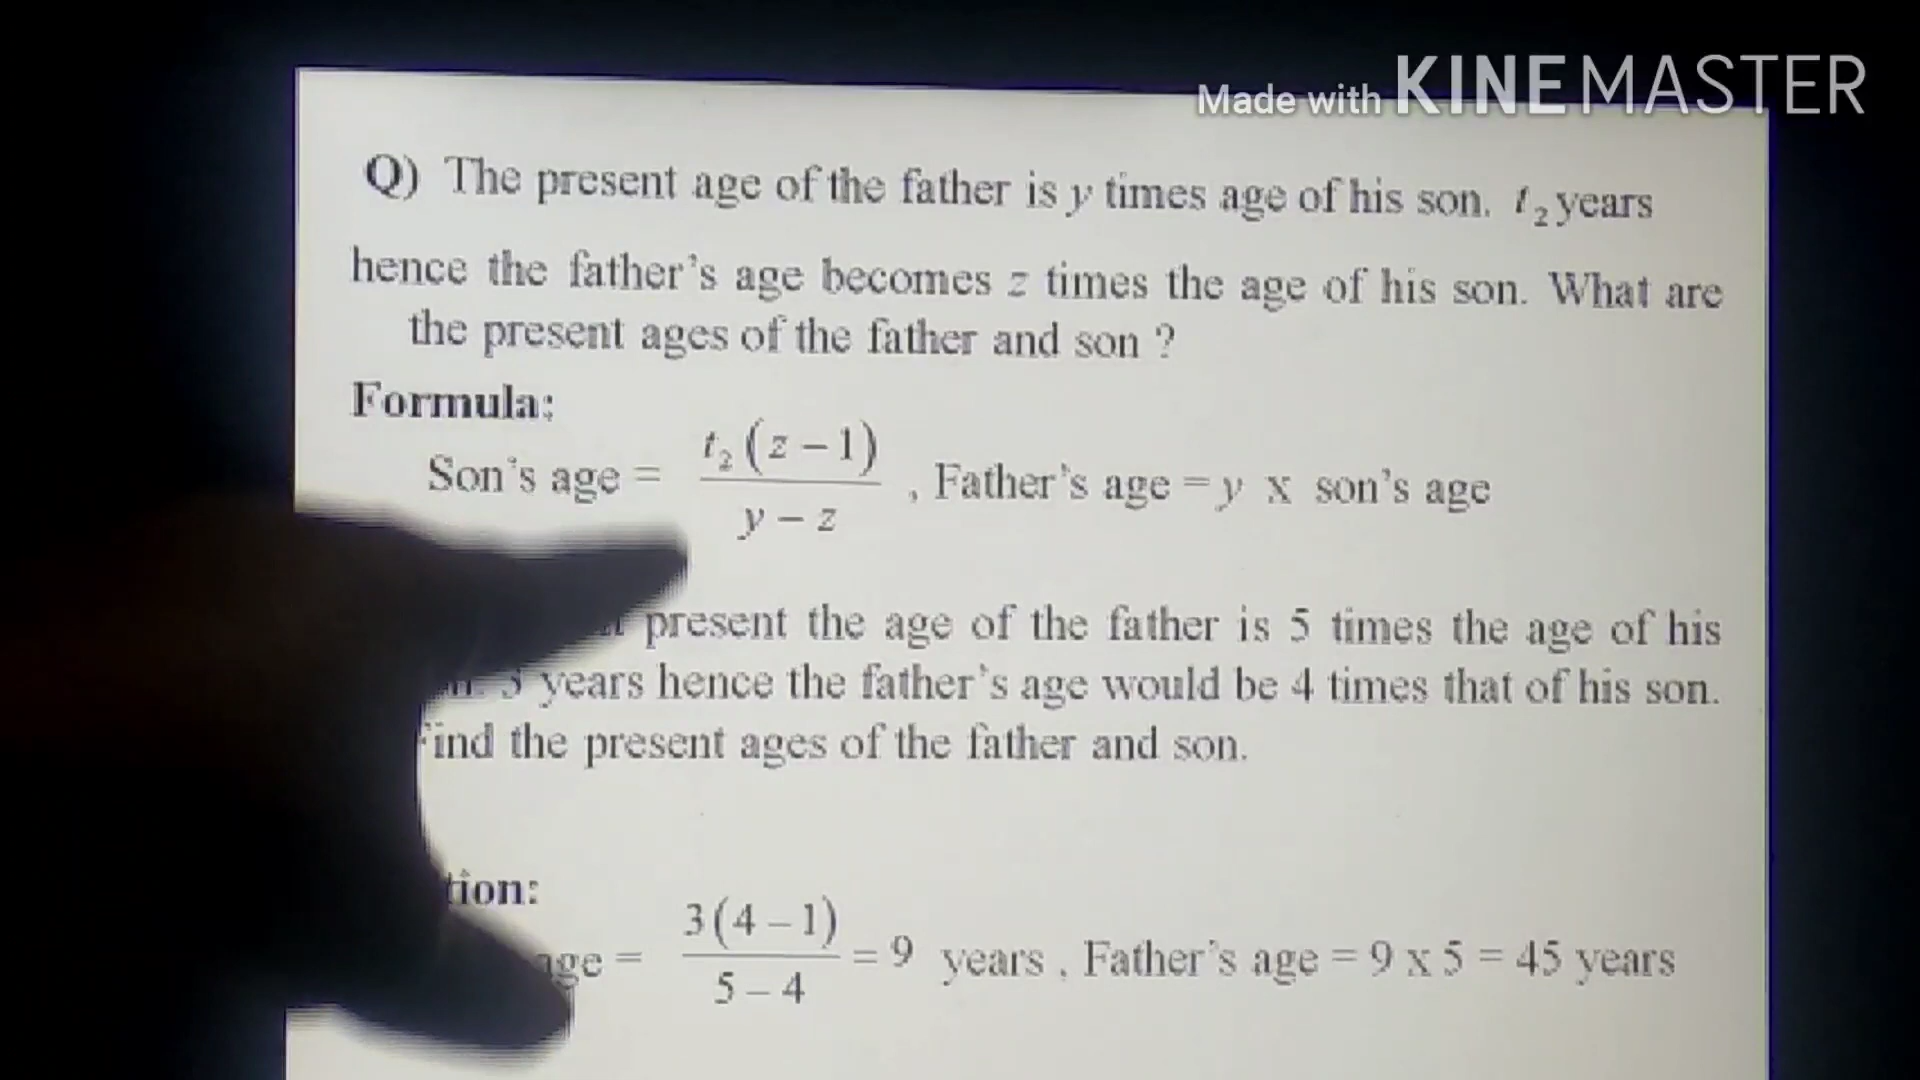 Made with KINEMASTER
Q) The present age of the father is y times age of his son. t₂ years
hence the father's age becomes z times the age of his son. What are
the present ages of the father and son ?
Formula:
Son's age = t₂ (z – 1) / y – z , Father's age = y x son's age
present the age of the father is 5 times the age of his
3 years hence the father's age would be 4 times that of his son.
ind the present ages of the father and son.
tion:
age = 3 (4 – 1) / 5 – 4 = 9 years , Father's age = 9 x 5 = 45 years